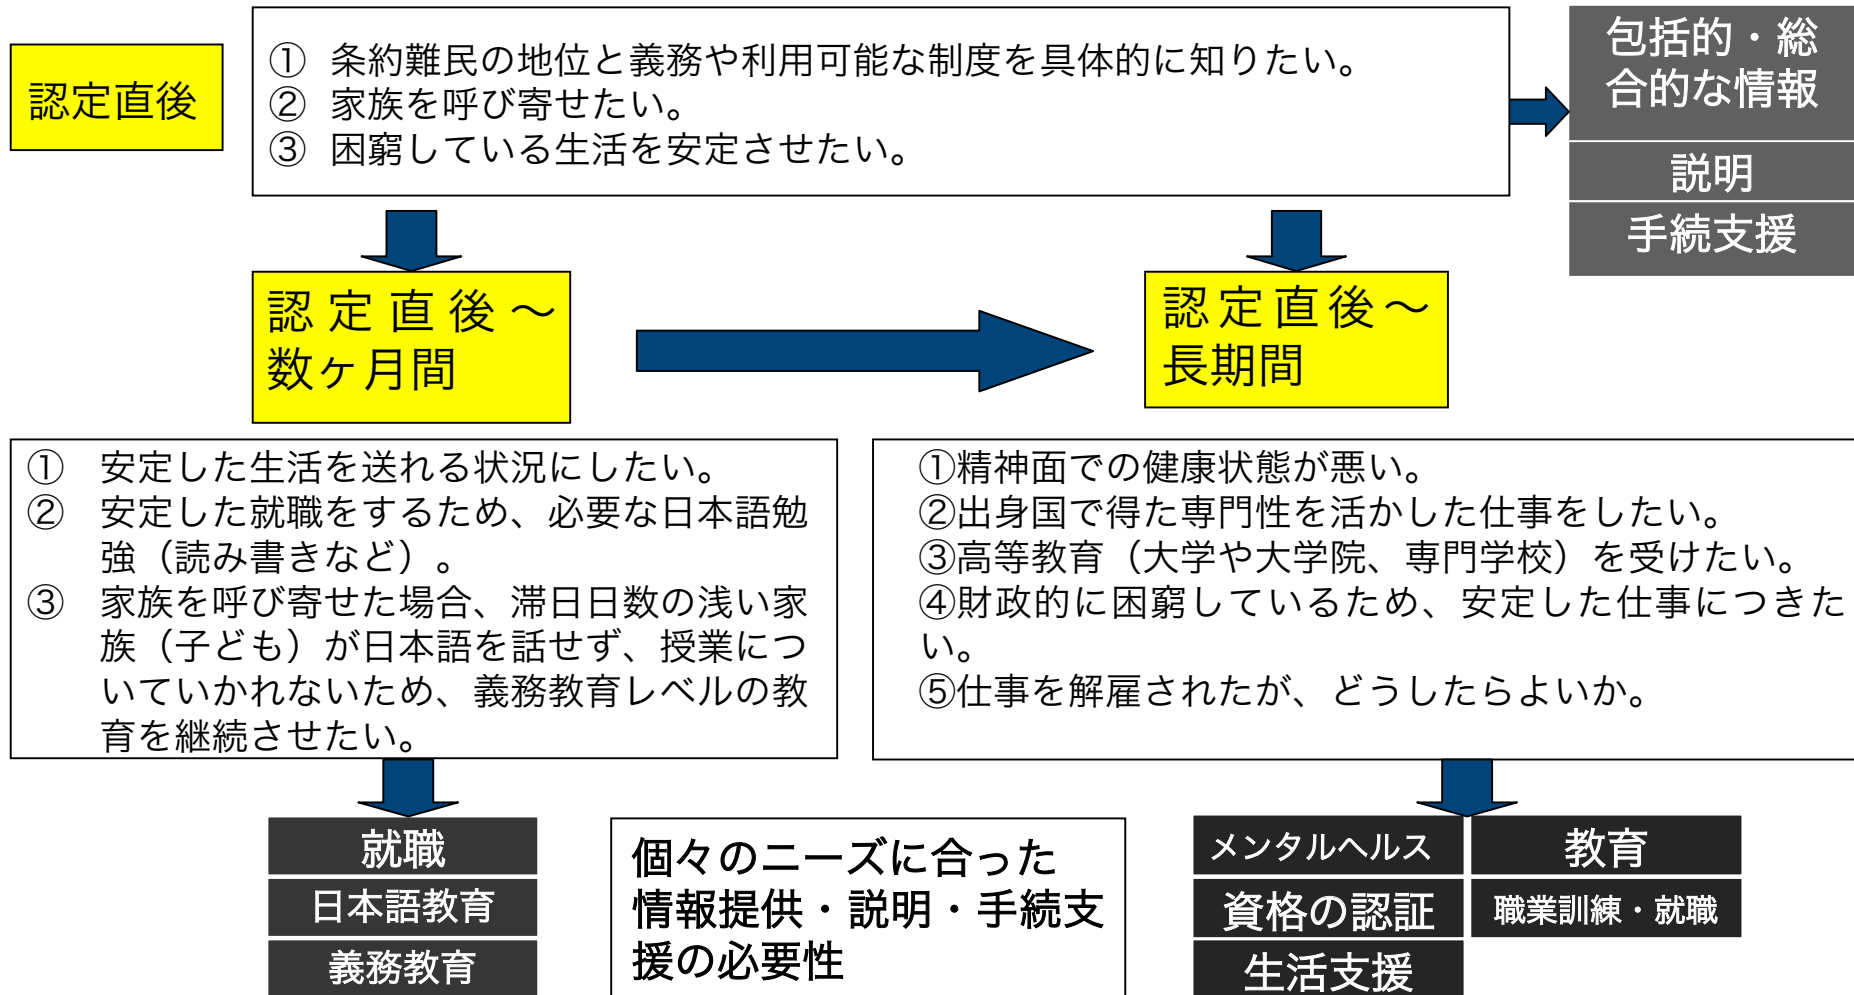 認定直後
① 条約難民の地位と義務や利用可能な制度を具体的に知りたい。
② 家族を呼び寄せたい。
③ 困窮している生活を安定させたい。
包括的・総
合的な情報
説明
手続支援
認定直後～
数ヶ月間
認定直後～
長期間
① 安定した生活を送れる状況にしたい。
② 安定した就職をするため、必要な日本語勉
強（読み書きなど）。
③ 家族を呼び寄せた場合、滞日日数の浅い家
族（子ども）が日本語を話せず、授業につ
いていかれないため、義務教育レベルの教
育を継続させたい。
①精神面での健康状態が悪い。
②出身国で得た専門性を活かした仕事をしたい。
③高等教育（大学や大学院、専門学校）を受けたい。
④財政的に困窮しているため、安定した仕事につきた
い。
⑤仕事を解雇されたが、どうしたらよいか。
就職
日本語教育
義務教育
個々のニーズに合った
情報提供・説明・手続支
援の必要性
メンタルヘルス
教育
資格の認証
職業訓練・就職
生活支援